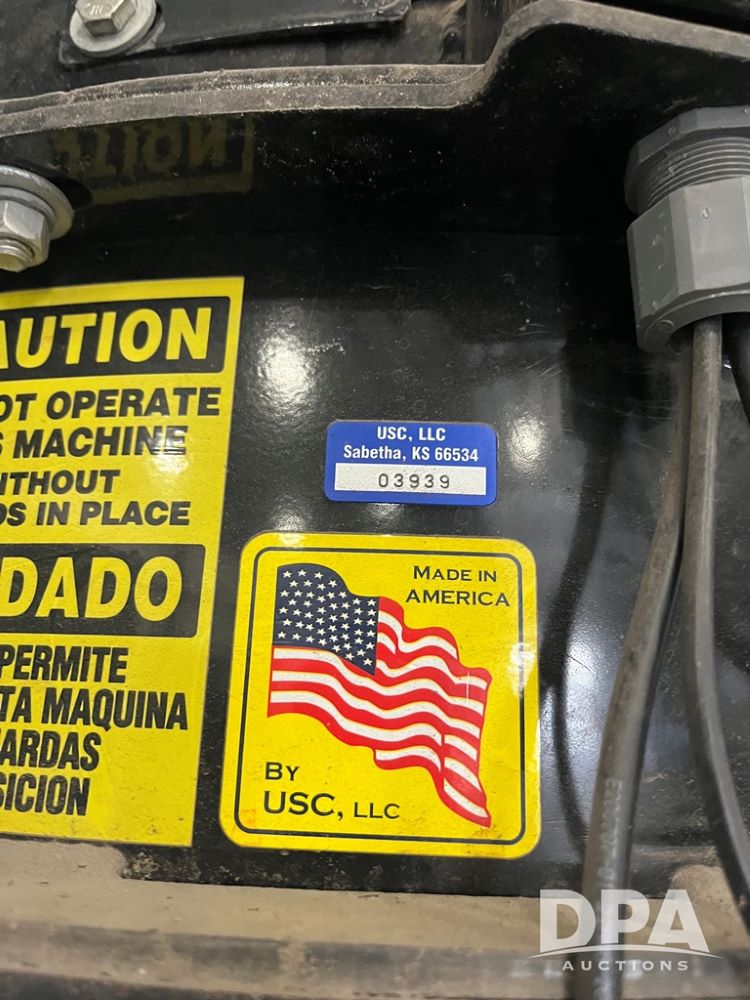 AUTION
OT OPERATE
S MACHINE
ITHOUT
DS IN PLACE
DADO
PERMITE
TA MAQUINA
ARDAS
SICION
USC, LLC
Sabetha, KS 66534
03939
MADE IN
AMERICA
BY
USC, LLC
DPA
AUCTIONS